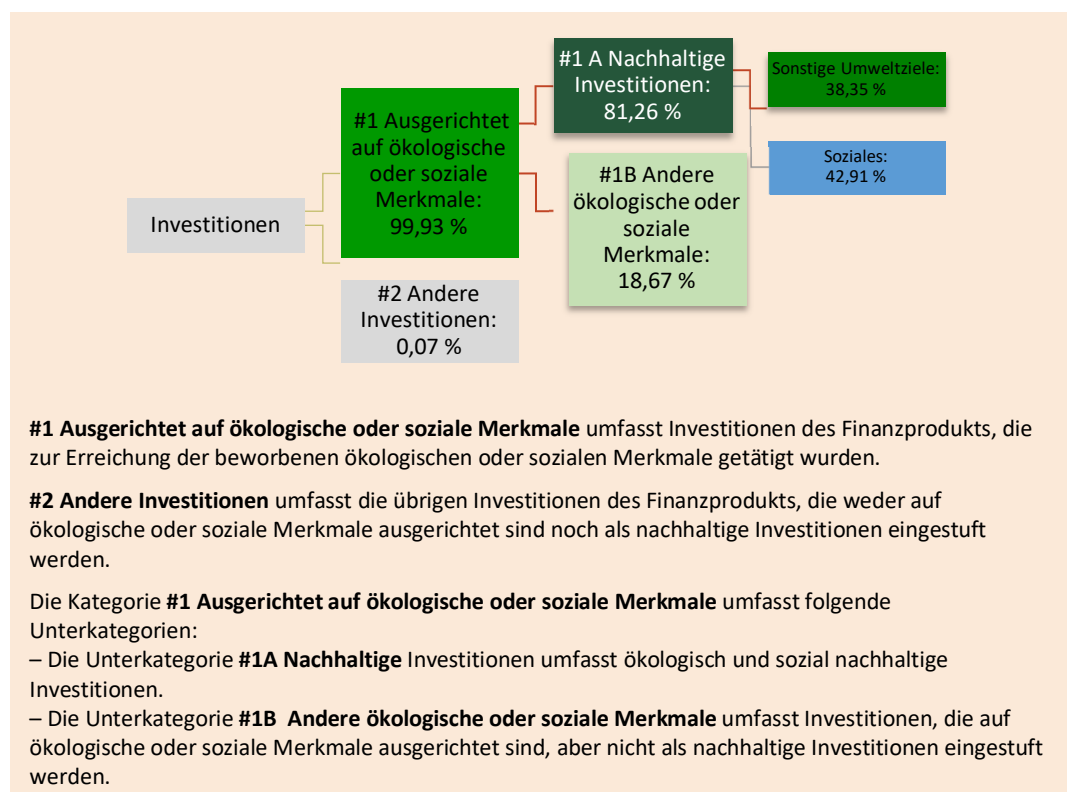 Investitionen
#1 Ausgerichtet
auf ökologische
oder soziale
Merkmale:
99,93 %
#2 Andere
Investitionen:
0,07 %
#1 A Nachhaltige
Investitionen:
81,26 %
#1B Andere
ökologische oder
soziale
Merkmale:
18,67 %
Sonstige Umweltziele:
38,35 %
Soziales:
42,91 %
#1 Ausgerichtet auf ökologische oder soziale Merkmale umfasst Investitionen des Finanzprodukts, die
zur Erreichung der beworbenen ökologischen oder sozialen Merkmale getätigt wurden.
#2 Andere Investitionen umfasst die übrigen Investitionen des Finanzprodukts, die weder auf
ökologische oder soziale Merkmale ausgerichtet sind noch als nachhaltige Investitionen eingestuft
werden.
Die Kategorie #1 Ausgerichtet auf ökologische oder soziale Merkmale umfasst folgende
Unterkategorien:
– Die Unterkategorie #1A Nachhaltige Investitionen umfasst ökologisch und sozial nachhaltige
Investitionen.
– Die Unterkategorie #1B Andere ökologische oder soziale Merkmale umfasst Investitionen, die auf
ökologische oder soziale Merkmale ausgerichtet sind, aber nicht als nachhaltige Investitionen eingestuft
werden.